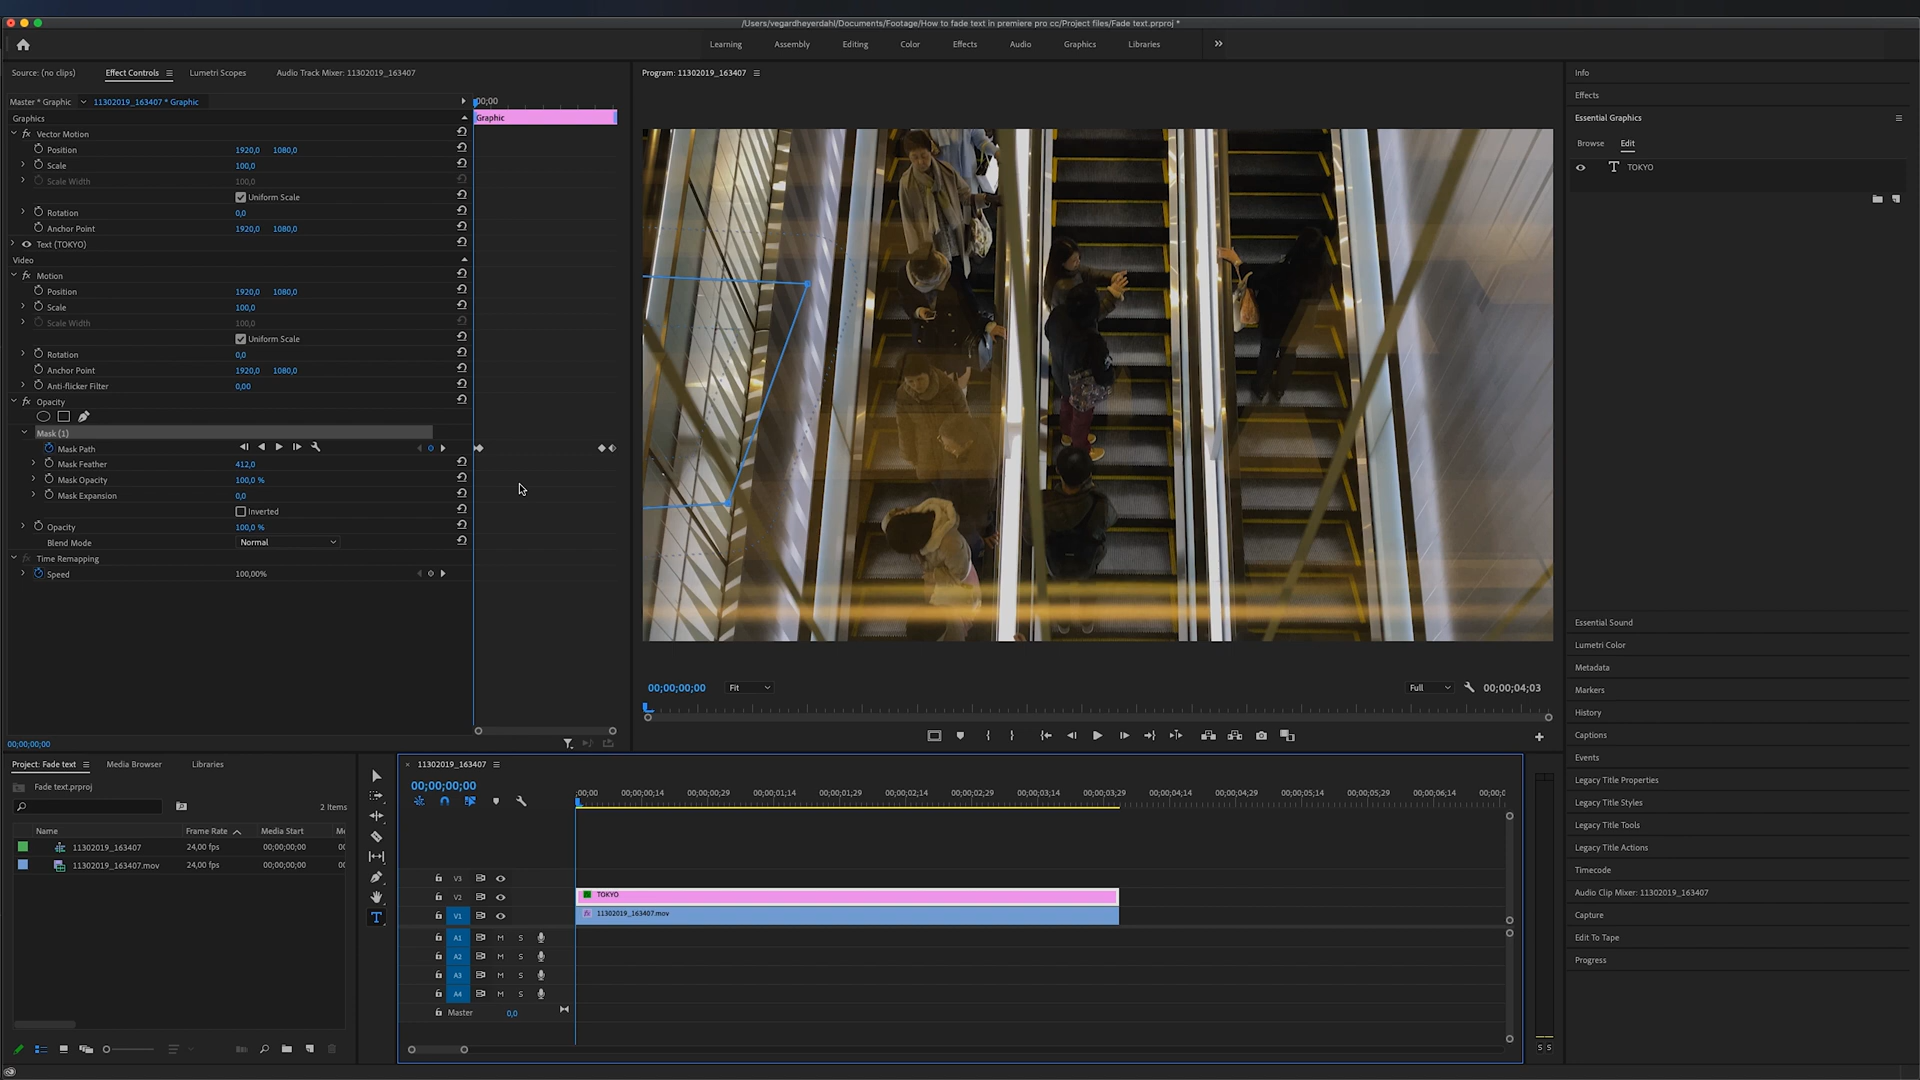 /Users/vegardheyerdahl/Documents/Footage/How to fade text in premiere pro cc/Project files/Fade text.prproj *
Learning Assembly Editing Color Effects Audio Graphics Libraries
Source: (no clips) Effect Controls Lumetri Scopes Audio Track Mixer: 11302019_163407
Program: 11302019_163407
Master * Graphic 11302019_163407 * Graphic
00;00
Graphics
Graphic
Vector Motion
Position 1920,0 1080,0
Scale 100,0
Scale Width 100,0
Uniform Scale
Rotation 0,0
Anchor Point 1920,0 1080,0
Text (TOKYO)
Video
Motion
Position 1920,0 1080,0
Scale 100,0
Scale Width 100,0
Uniform Scale
Rotation 0,0
Anchor Point 1920,0 1080,0
Anti-flicker Filter 0,00
Opacity
Mask (1)
Mask Path
Mask Feather 412,0
Mask Opacity 100,0 %
Mask Expansion 0,0
Inverted
Opacity 100,0 %
Blend Mode Normal
Time Remapping
Speed 100,00%
00;00;00;00
00;00;00;00 Fit Full 00;00;04;03
Info
Effects
Essential Graphics
Browse Edit
T TOKYO
Essential Sound
Lumetri Color
Metadata
Markers
History
Captions
Events
Legacy Title Properties
Legacy Title Styles
Legacy Title Tools
Legacy Title Actions
Timecode
Audio Clip Mixer: 11302019_163407
Capture
Edit To Tape
Progress
Project: Fade text Media Browser Libraries
Fade text.prproj
2 Items
Name Frame Rate Media Start
11302019_163407 24,00 fps 00;00;00;00
11302019_163407.mov 24,00 fps 00;00;00;00
T
× 11302019_163407
00;00;00;00
;00;00 00;00;00;14 00;00;00;29 00;00;01;14 00;00;01;29 00;00;02;14 00;00;02;29 00;00;03;14 00;00;03;29 00;00;04;14 00;00;04;29 00;00;05;14 00;00;05;29 00;00;06;14
V3
V2 TOKYO
V1 fx 11302019_163407.mov
A1 M S
A2 M S
A3 M S
A4 M S
Master 0,0
S S